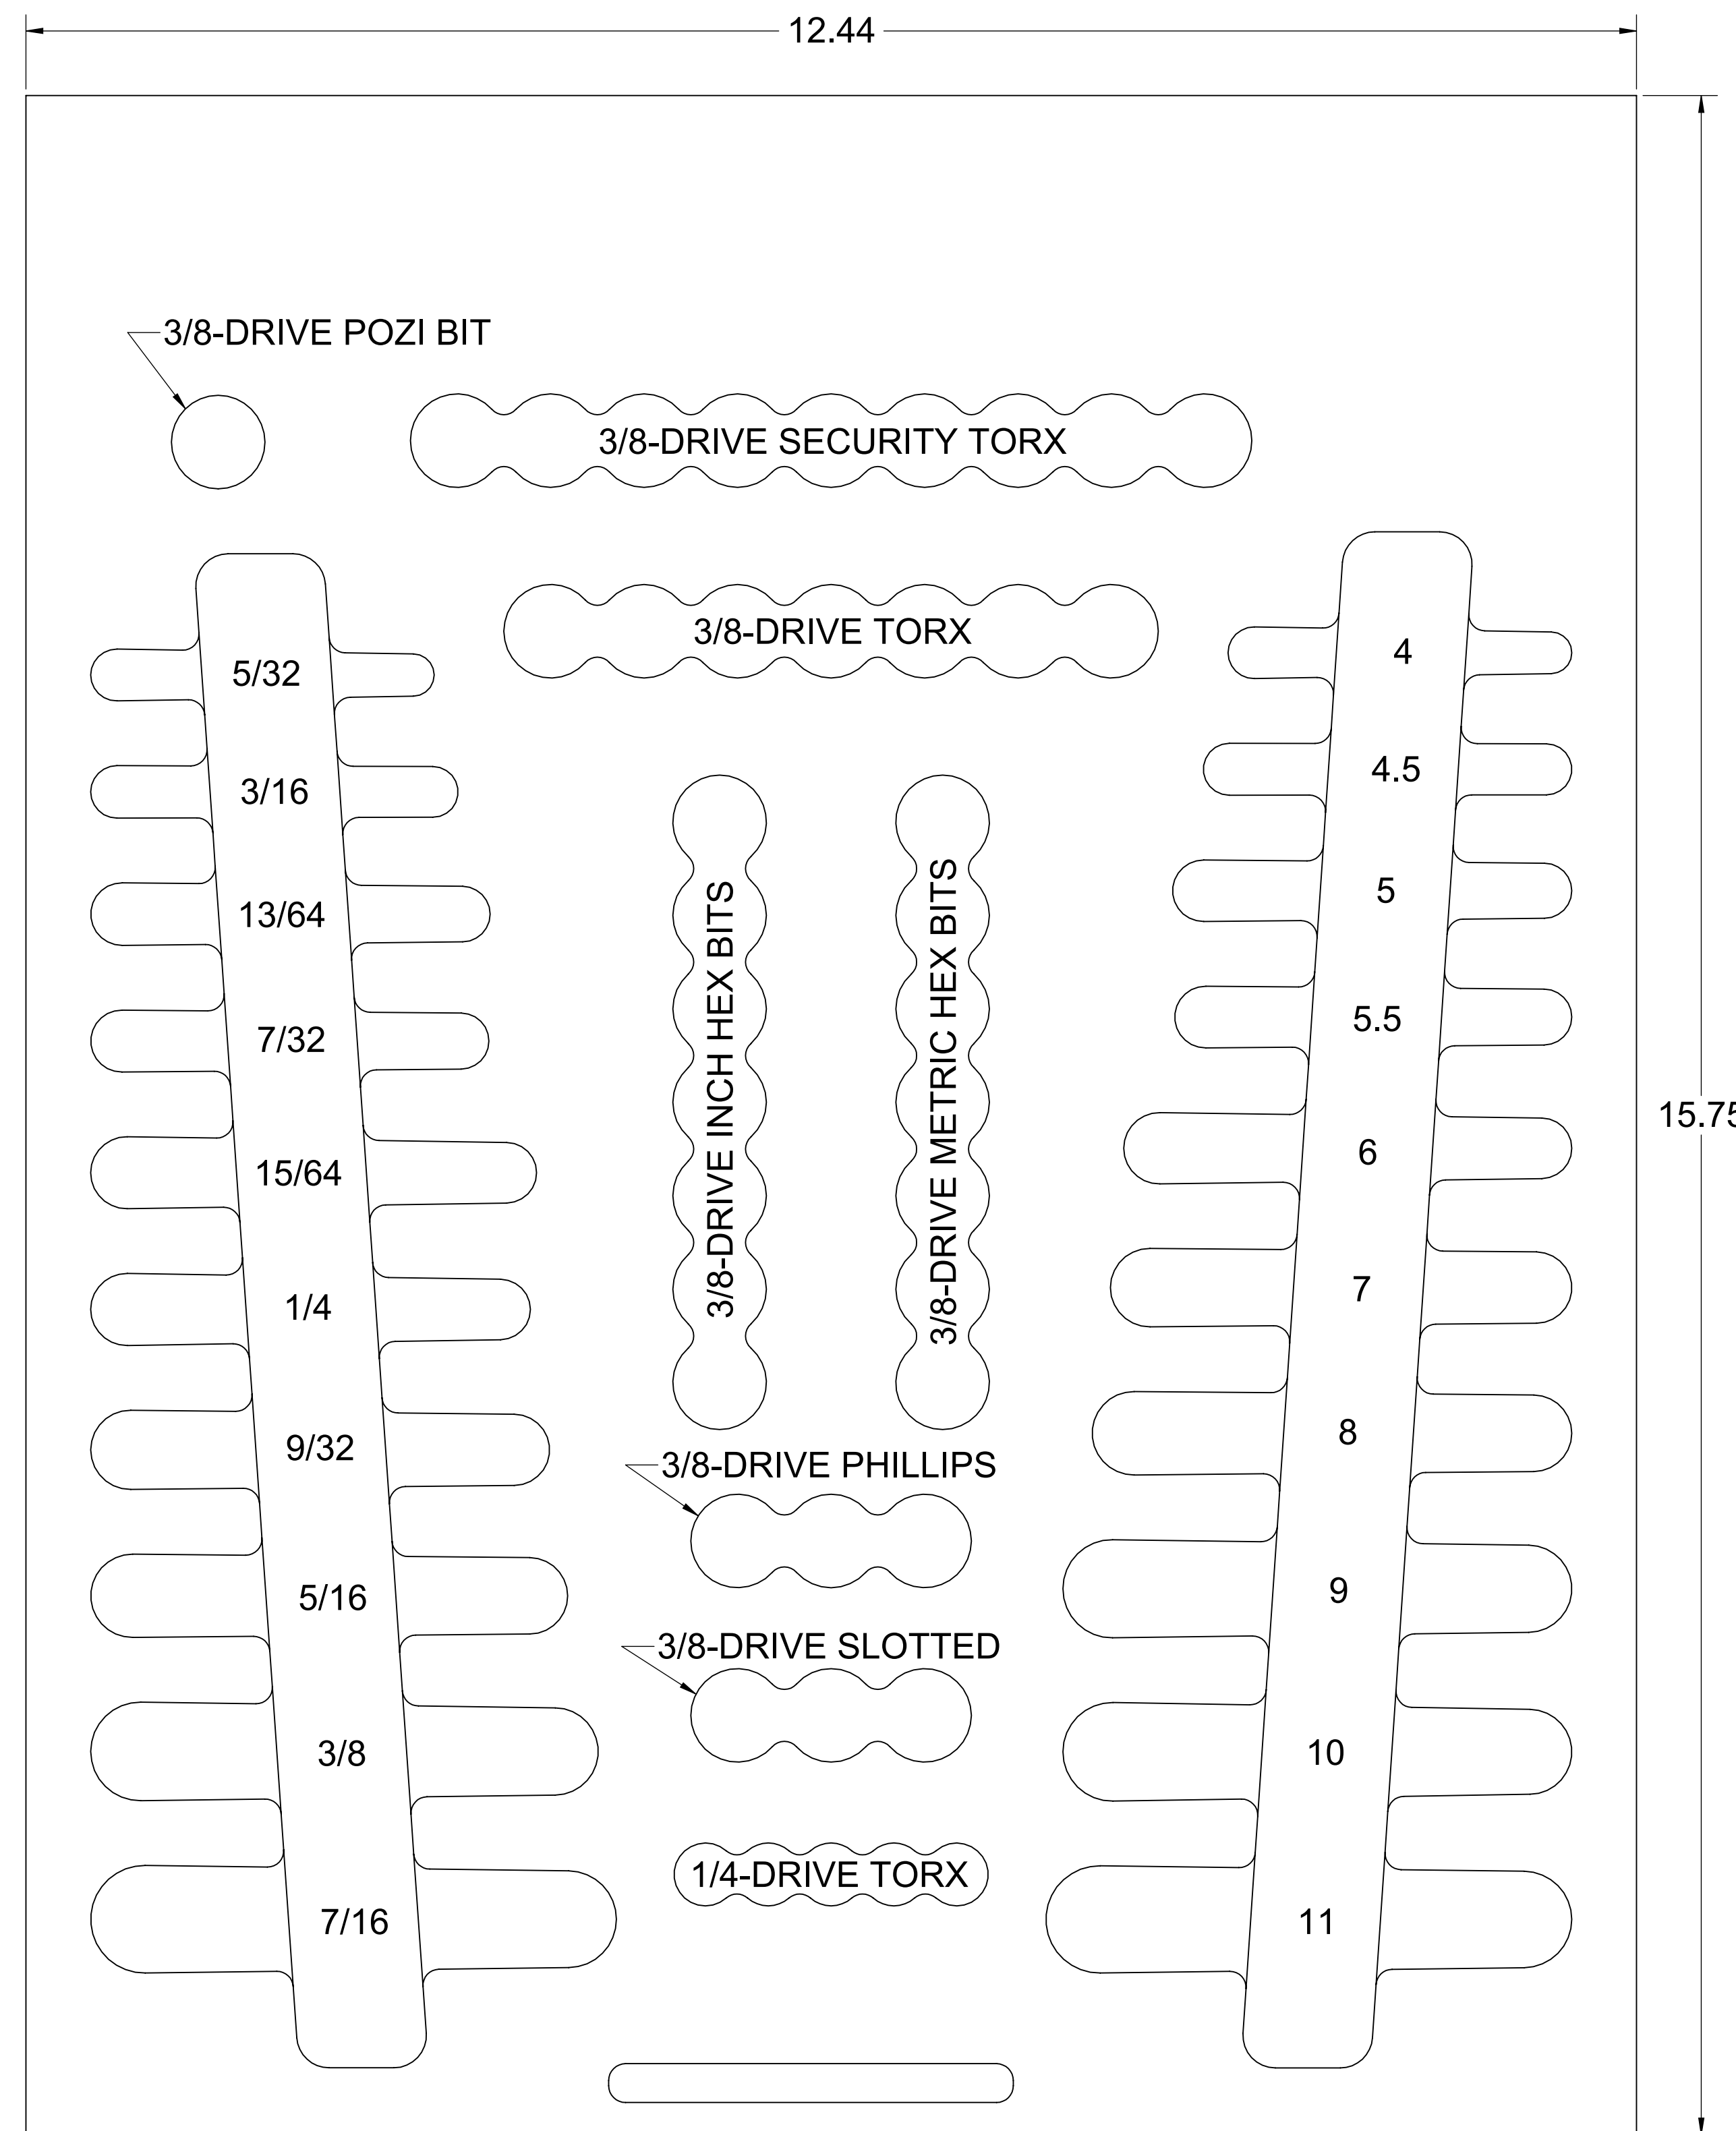 12.44
3/8-DRIVE POZI BIT
3/8-DRIVE SECURITY TORX
3/8-DRIVE TORX
5/32
3/16
13/64
7/32
15/64
1/4
9/32
5/16
3/8
7/16
3/8-DRIVE INCH HEX BITS
3/8-DRIVE METRIC HEX BITS
3/8-DRIVE PHILLIPS
3/8-DRIVE SLOTTED
1/4-DRIVE TORX
4
4.5
5
5.5
6
7
8
9
10
11
15.75